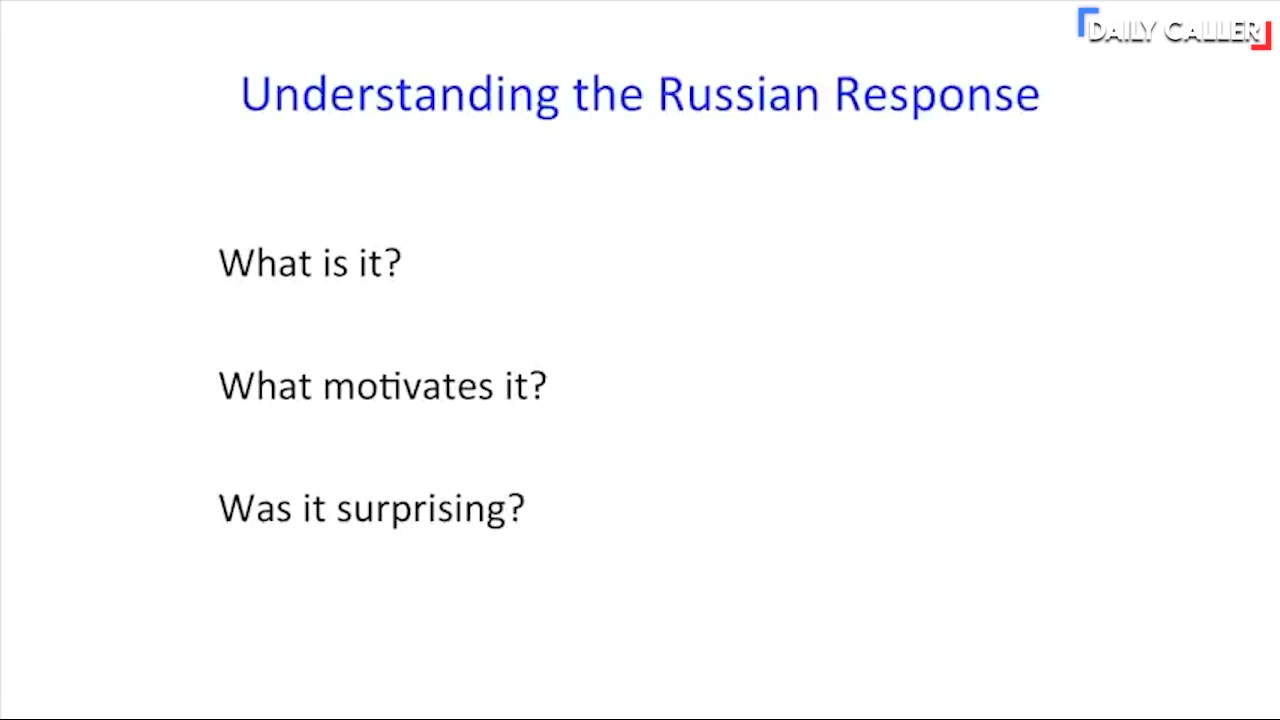 DAILY CALLER
Understanding the Russian Response
What is it?
What motivates it?
Was it surprising?